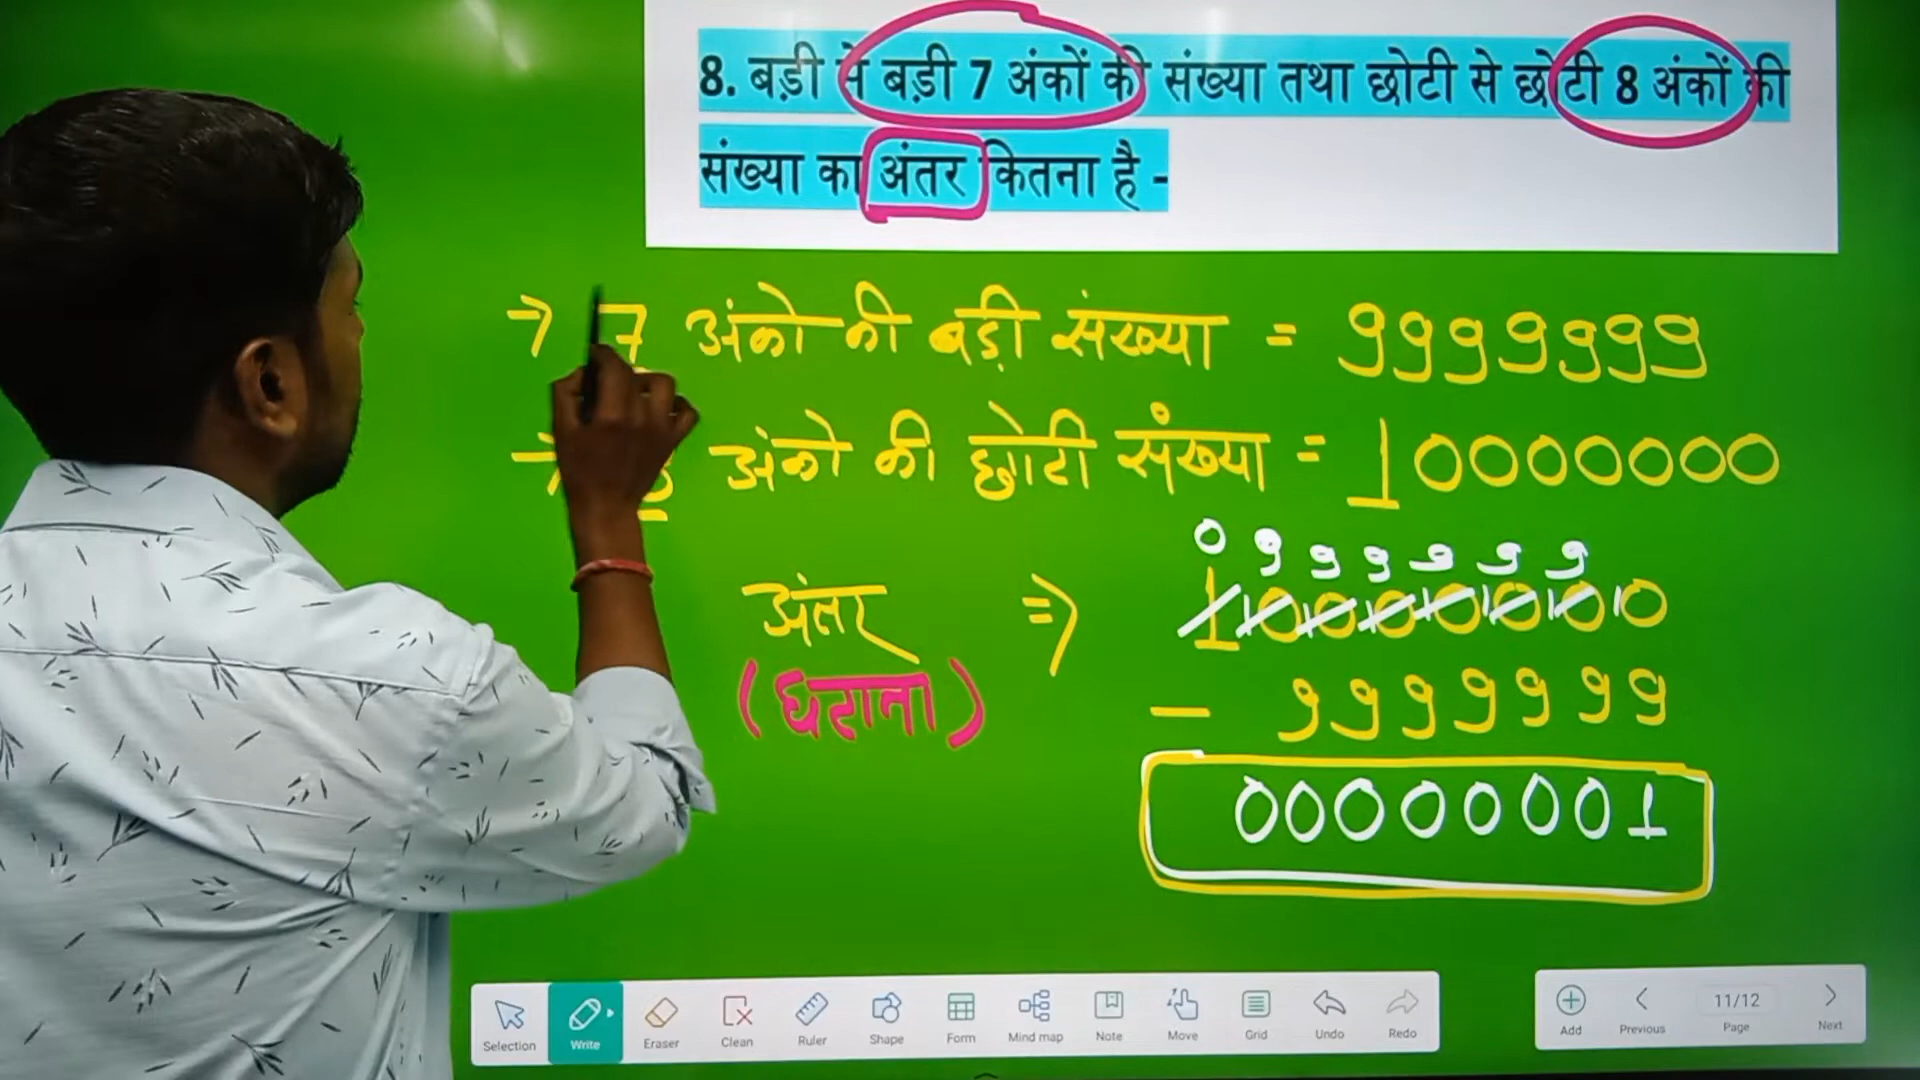 8. बड़ी से बड़ी 7 अंकों की संख्या तथा छोटी से छोटी 8 अंकों की
संख्या का अंतर कितना है -
⇒ 7 अंको की बड़ी संख्या = 9999999
8 अंको की छोटी संख्या = 10000000
0 9 9 9 9 9 9
अंतर ⇒ 10000000
(घटाना) - 9999999
00000001
Selection Write Eraser Clean Ruler Shape Form Mind map Note Move Grid Undo Redo
Add Previous 11/12 Page Next